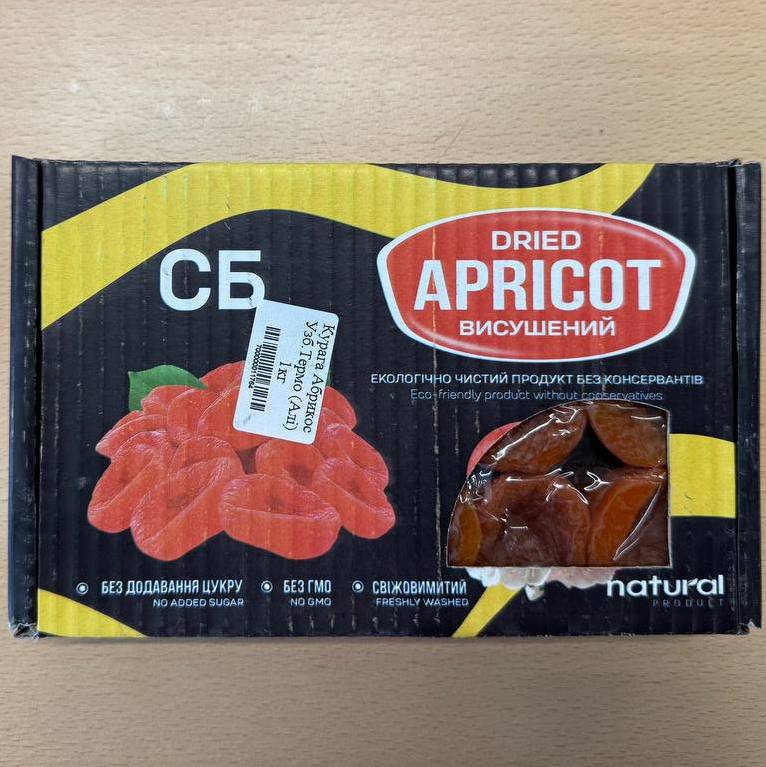 СБ
DRIED
APRICOT
ВИСУШЕНИЙ
ЕКОЛОГІЧНО ЧИСТИЙ ПРОДУКТ БЕЗ КОНСЕРВАНТІВ
Eco-friendly product without conservatives
Курага Абрикос
Узб Термо (Алі)
1кг
7000000011764
БЕЗ ДОДАВАННЯ ЦУКРУ
NO ADDED SUGAR
БЕЗ ГМО
NO GMO
СВІЖОВИМИТИЙ
FRESHLY WASHED
natural
PRODUCT